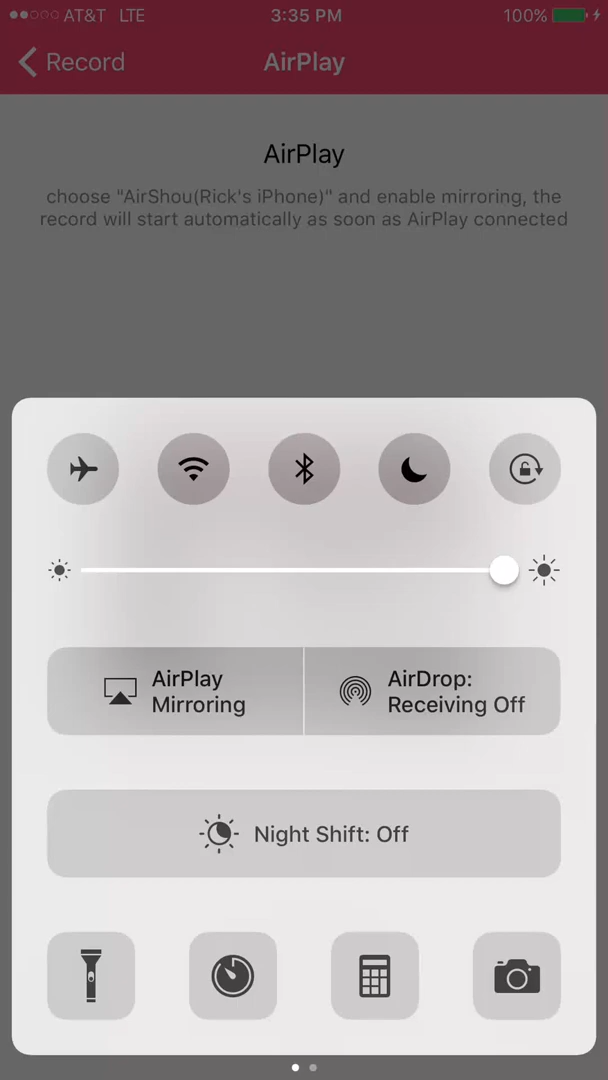 AT&T LTE 3:35 PM 100%
Record AirPlay
AirPlay
choose "AirShou(Rick's iPhone)" and enable mirroring, the
record will start automatically as soon as AirPlay connected
AirPlay
Mirroring
AirDrop:
Receiving Off
Night Shift: Off